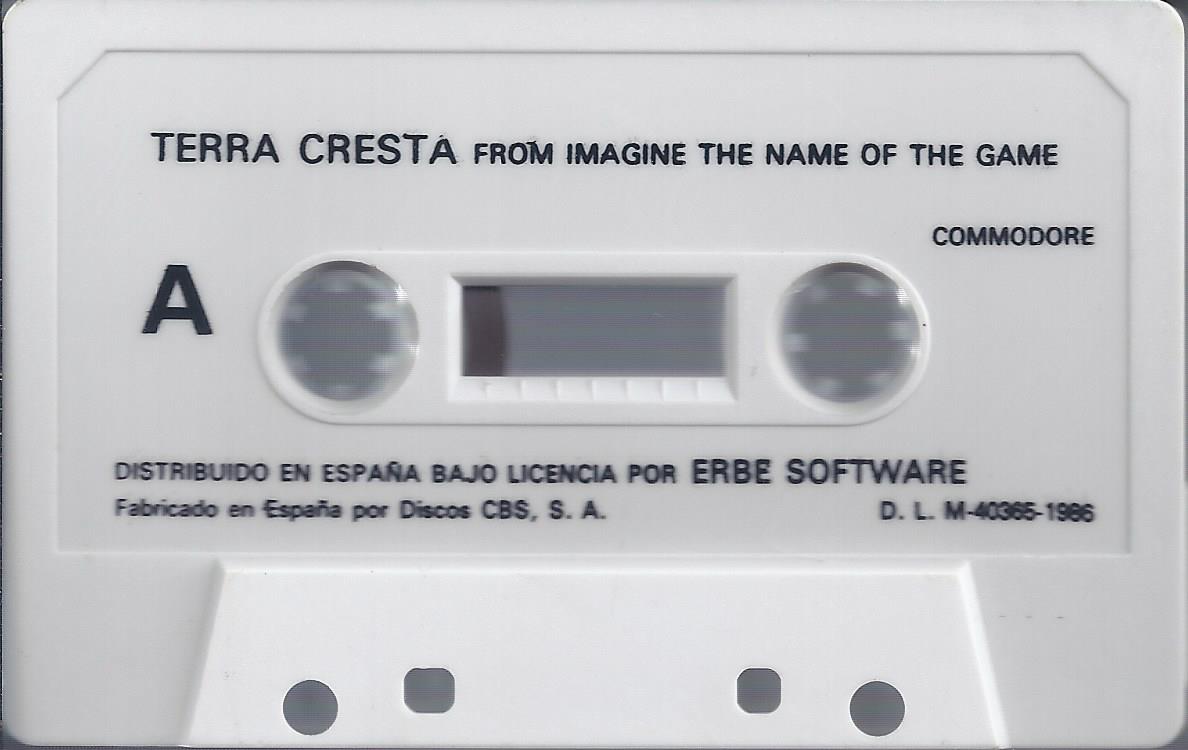 TERRA CRESTA FROM IMAGINE THE NAME OF THE GAME
COMMODORE
A
DISTRIBUIDO EN ESPAÑA BAJO LICENCIA POR ERBE SOFTWARE
Fabricado en España por Discos CBS, S. A. D. L. M-40365-1986